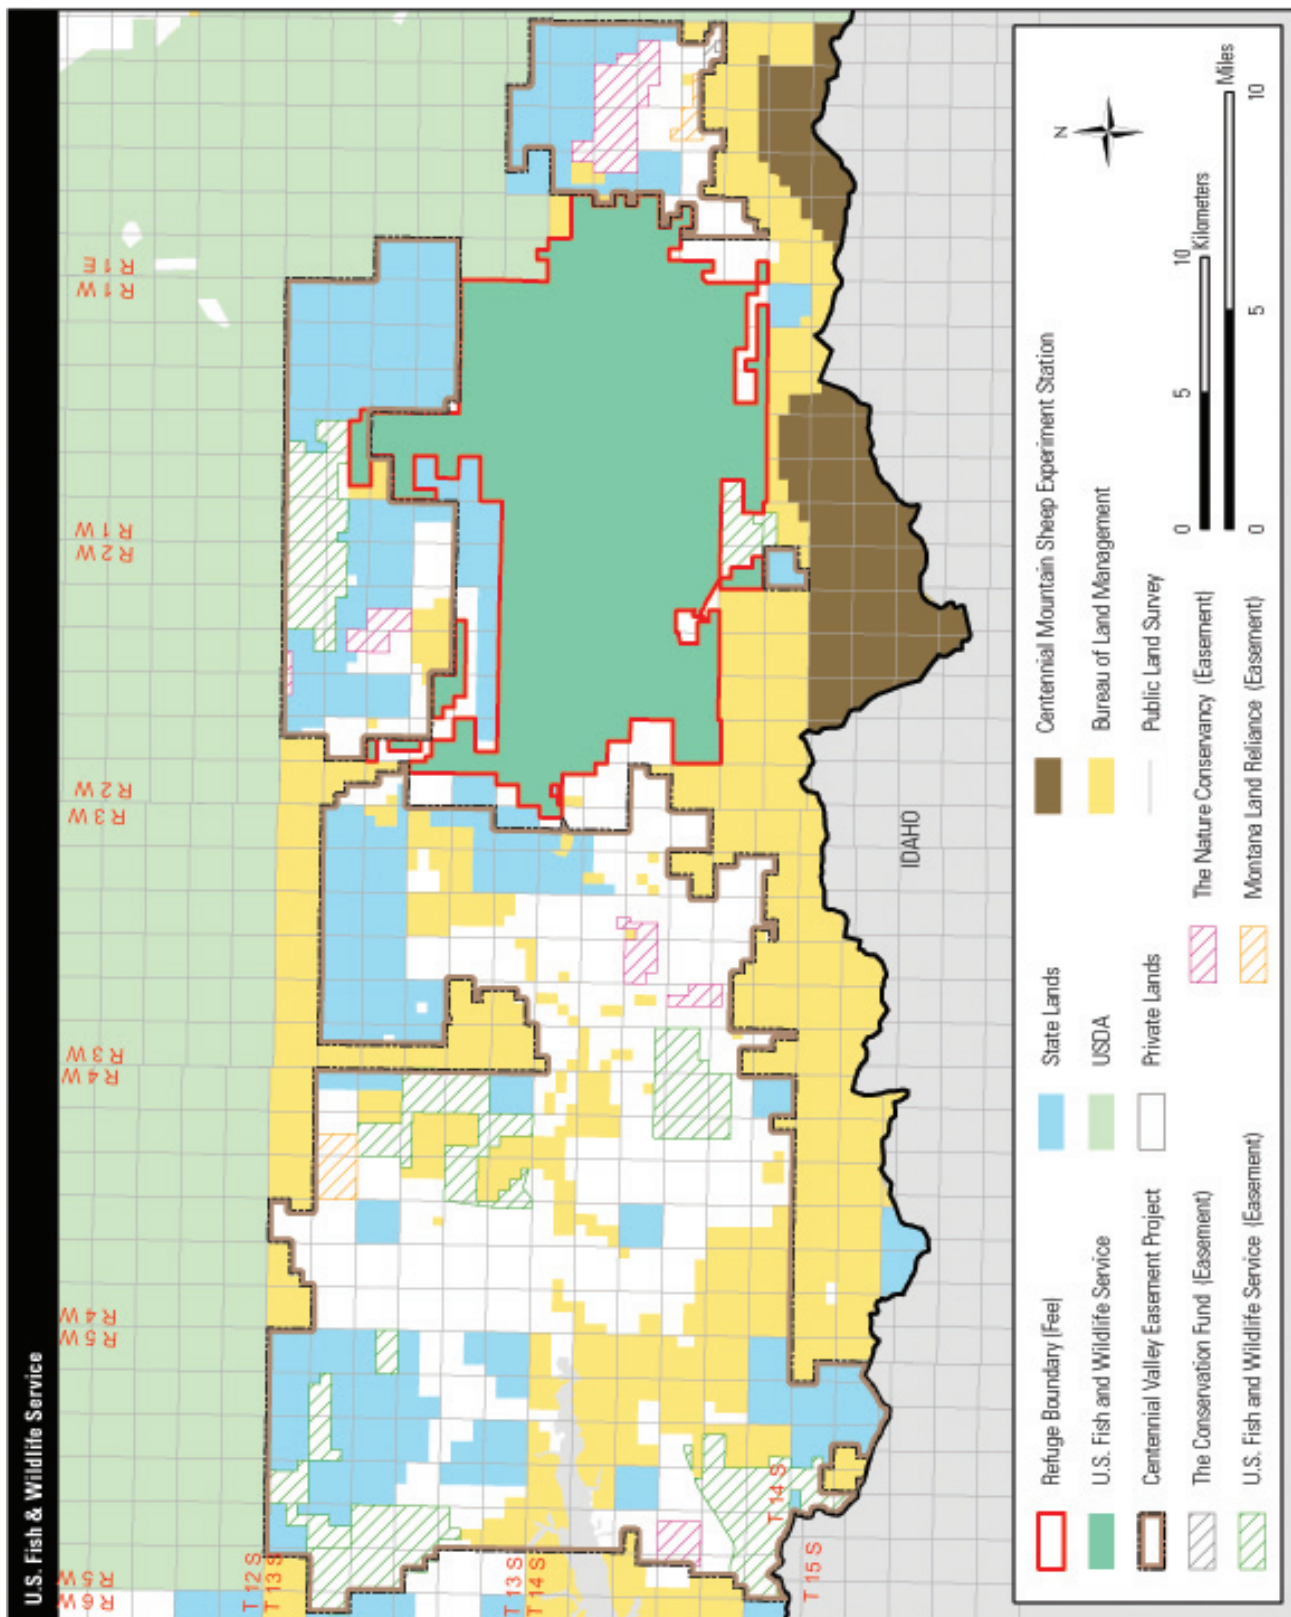 U.S. Fish & Wildlife Service
R 6 W
R 5 W
R 5 W
R 4 W
R 4 W
R 3 W
R 3 W
R 2 W
R 2 W
R 1 W
R 1 W
R 1 E
T 12 S
T 13 S
T 13 S
T 14 S
T 14 S
T 15 S
IDAHO
Refuge Boundary (Fee)
U.S. Fish and Wildlife Service
Centennial Valley Easement Project
The Conservation Fund (Easement)
U.S. Fish and Wildlife Service (Easement)
State Lands
USDA
Private Lands
The Nature Conservancy (Easement)
Montana Land Reliance (Easement)
Centennial Mountain Sheep Experiment Station
Bureau of Land Management
Public Land Survey
N
0 5 10
Kilometers
Miles
0 5 10